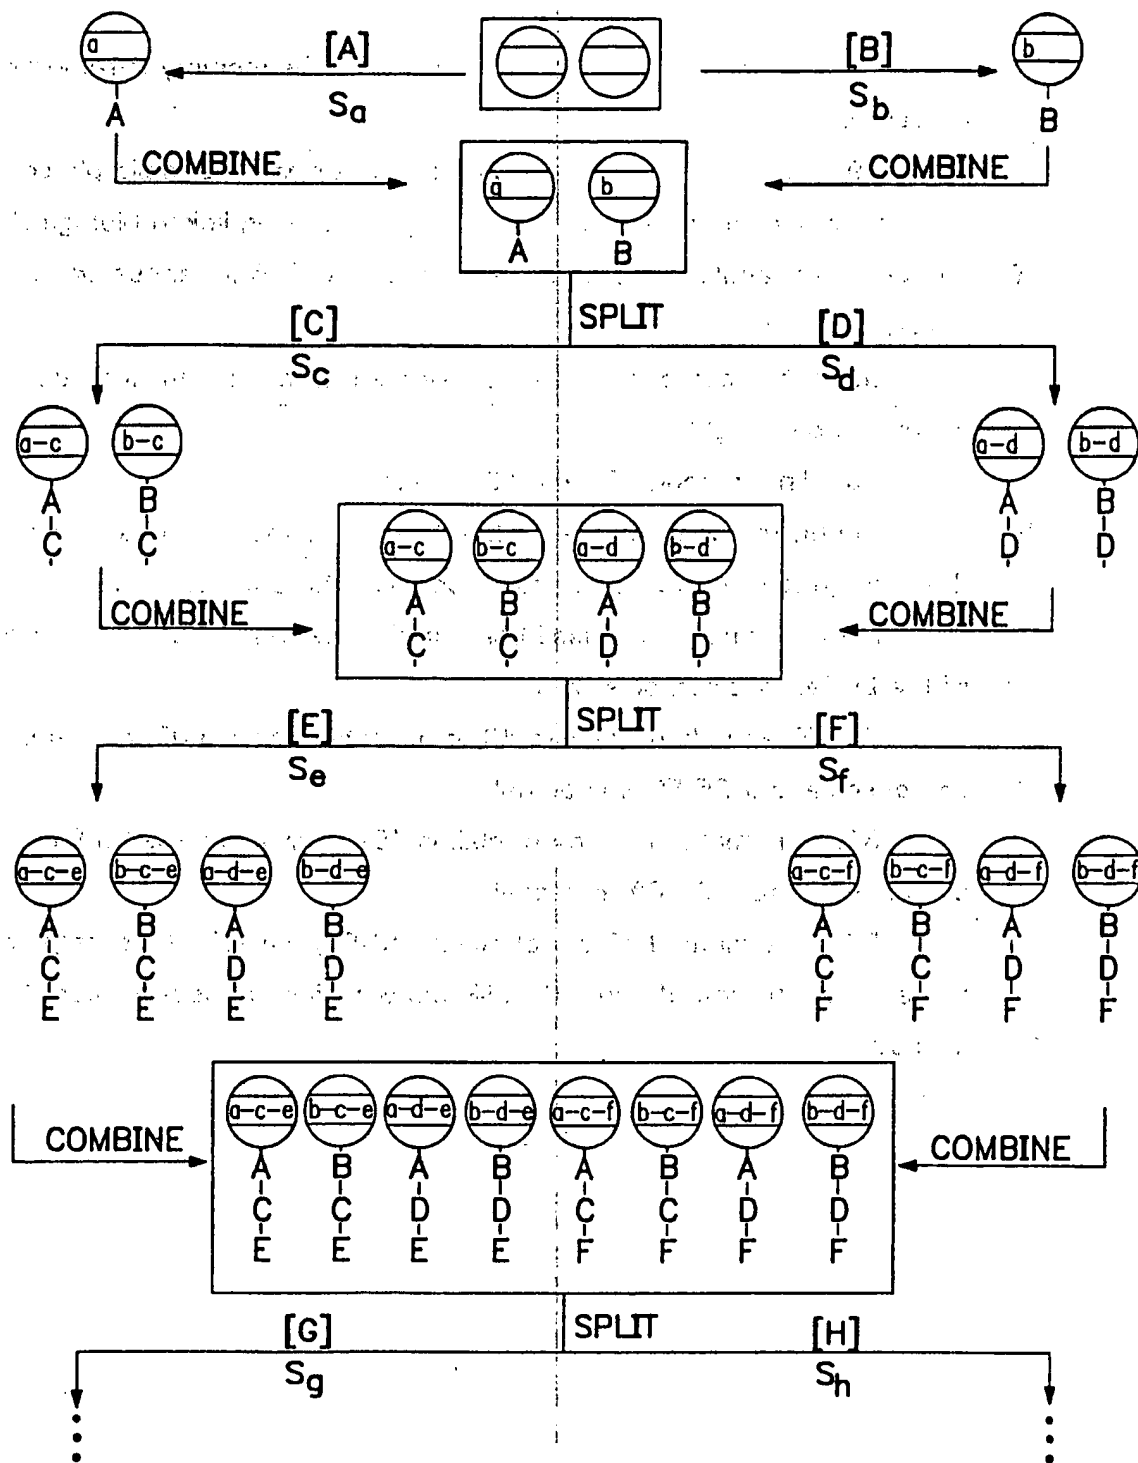 a [A] [B] b
Sa Sb
A B
COMBINE COMBINE
a b
A B
SPLIT
[C] [D]
Sc Sd
a-c b-c a-d b-d
A B A B
C C D D
a-c b-c a-d b-d
A B A B
C C D D
COMBINE COMBINE
SPLIT
[E] [F]
Se Sf
a-c-e b-c-e a-d-e b-d-e a-c-f b-c-f a-d-f b-d-f
A B A B A B A B
C C D D C C D D
E E E E F F F F
a-c-e b-c-e a-d-e b-d-e a-c-f b-c-f a-d-f b-d-f
COMBINE COMBINE
A B A B A B A B
C C D D C C D D
E E E E F F F F
SPLIT
[G] [H]
Sg Sh